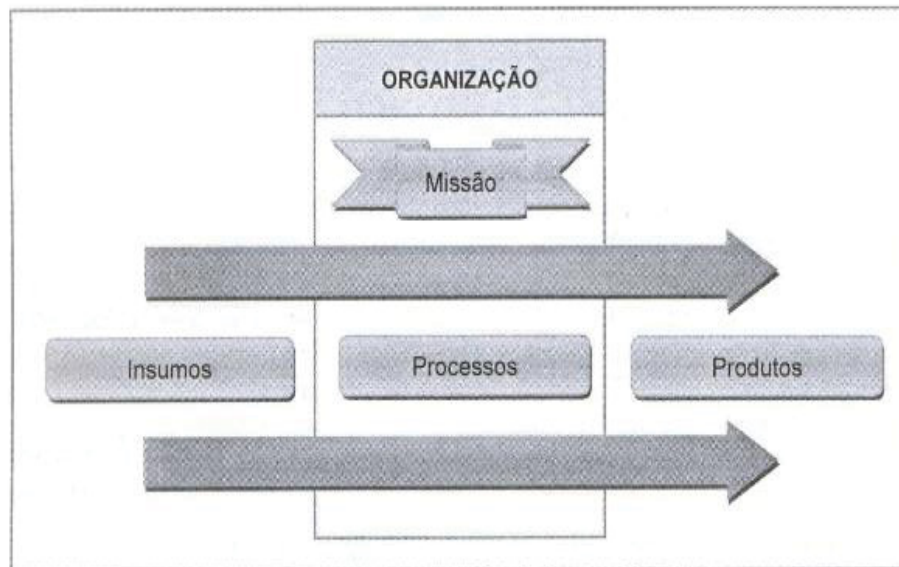 ORGANIZAÇÃO
Missão
Insumos
Processos
Produtos